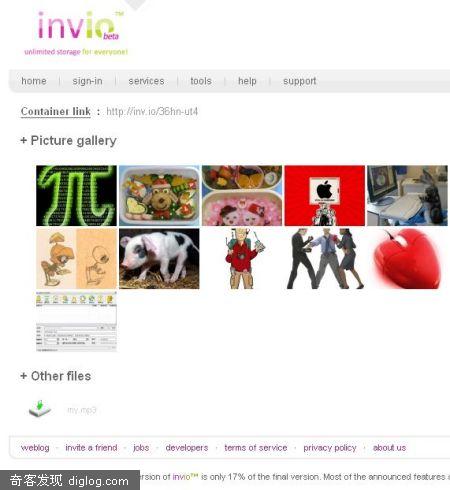 invio™
beta
unlimited storage for everyone!
home | sign-in | services | tools | help | support
Container link : http://inv.io/36hn-ut4
+ Picture gallery
+ Other files
my.mp3
weblog · invite a friend · jobs · developers · terms of service · privacy policy · about us
ersion of invio™ is only 17% of the final version. Most of the announced features a
奇客发现 diglog.com